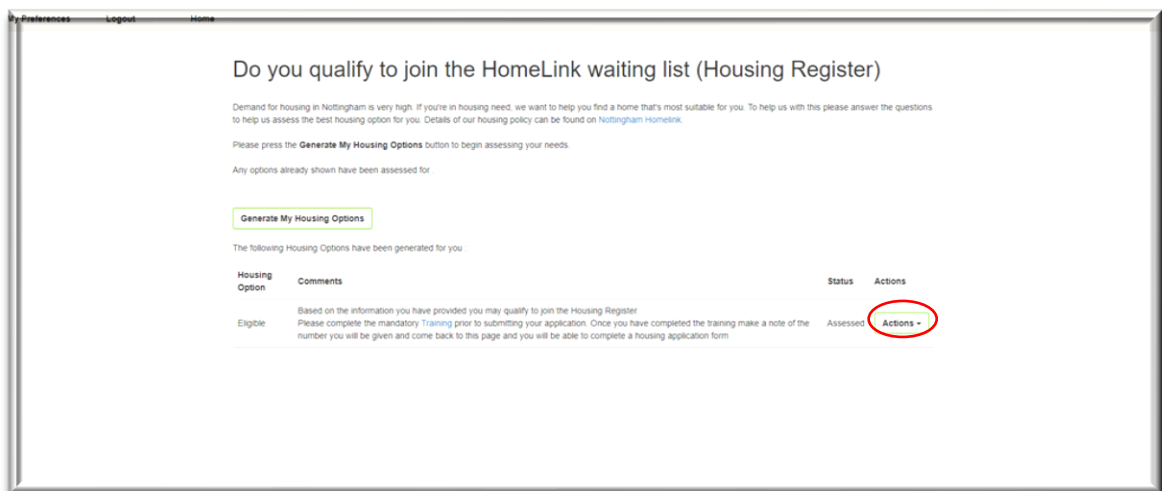 My Preferences Logout Home
Do you qualify to join the HomeLink waiting list (Housing Register)
Demand for housing in Nottingham is very high. If you're in housing need, we want to help you find a home that's most suitable for you. To help us with this please answer the questions
to help us assess the best housing option for you. Details of our housing policy can be found on Nottingham Homelink.
Please press the Generate My Housing Options button to begin assessing your needs.
Any options already shown have been assessed for .
Generate My Housing Options
The following Housing Options have been generated for you .
Housing
Option Comments Status Actions
Based on the information you have provided you may qualify to join the Housing Register
Eligible Please complete the mandatory Training prior to submitting your application. Once you have completed the training make a note of the Assessed Actions
number you will be given and come back to this page and you will be able to complete a housing application form